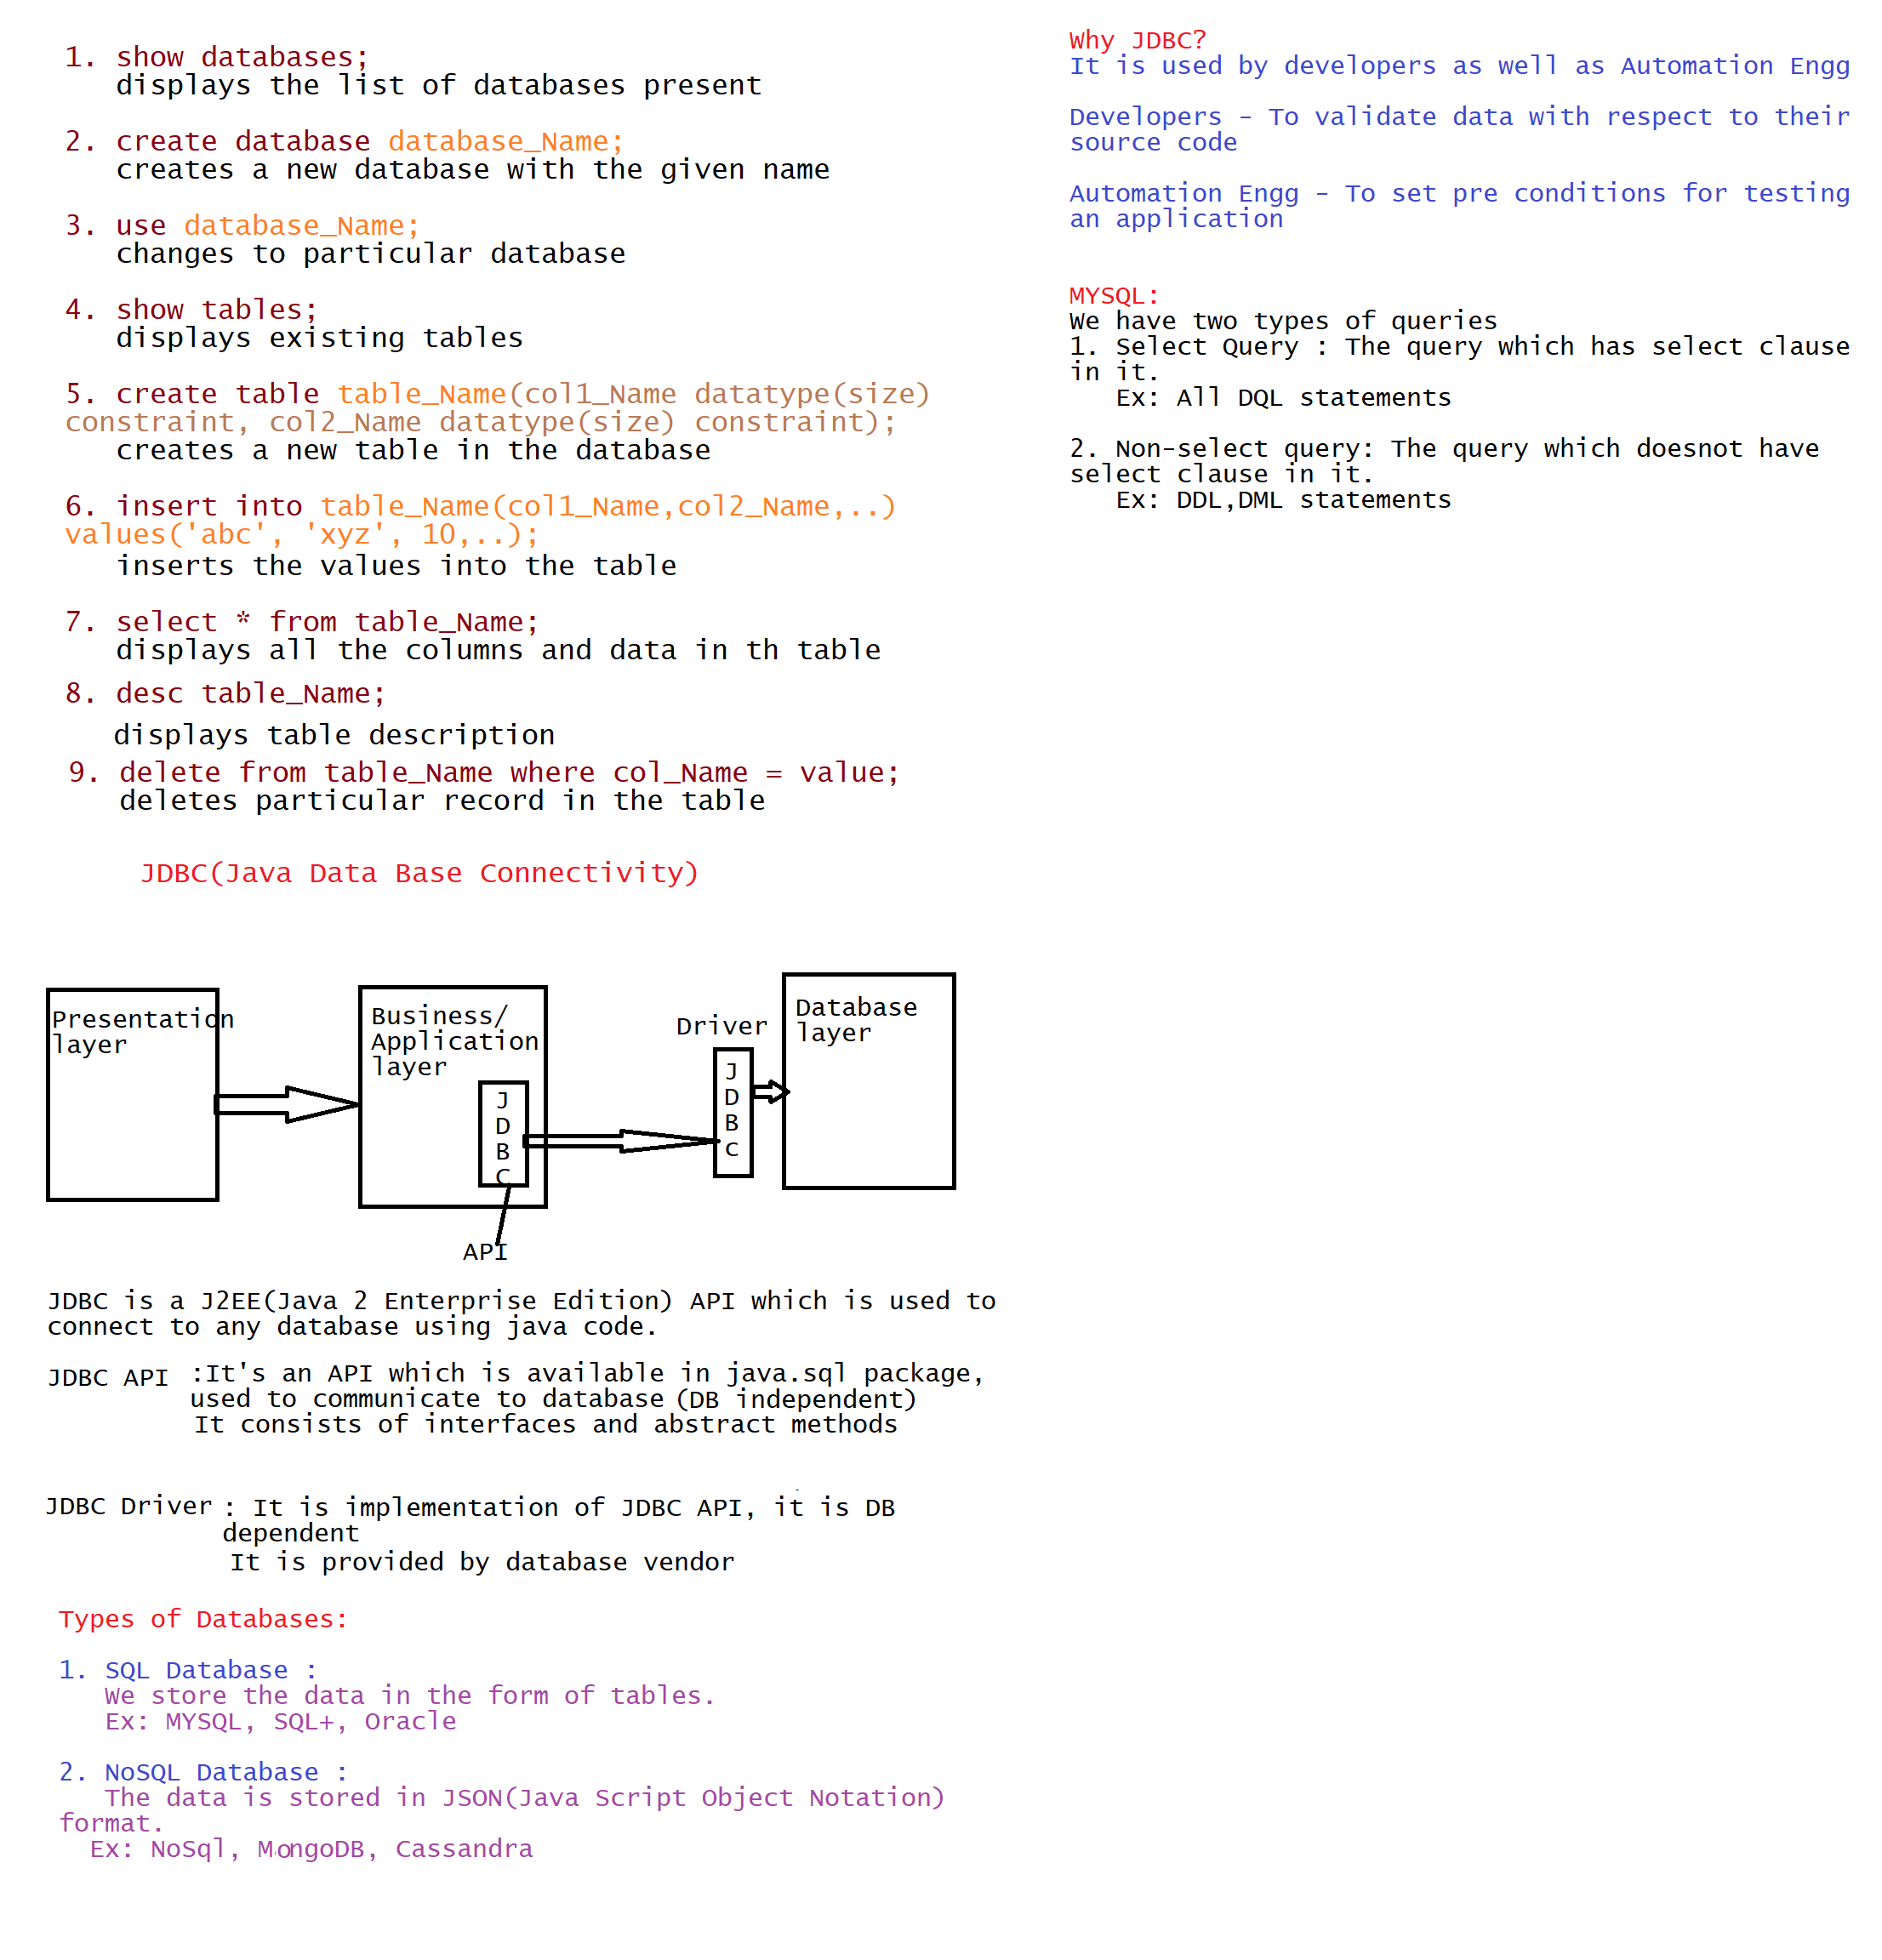 1. show databases;
displays the list of databases present
2. create database database_Name;
creates a new database with the given name
3. use database_Name;
changes to particular database
4. show tables;
displays existing tables
5. create table table_Name(col1_Name datatype(size)
constraint, col2_Name datatype(size) constraint);
creates a new table in the database
6. insert into table_Name(col1_Name,col2_Name,..)
values('abc', 'xyz', 10,..);
inserts the values into the table
7. select * from table_Name;
displays all the columns and data in th table
8. desc table_Name;
displays table description
9. delete from table_Name where col_Name = value;
deletes particular record in the table
JDBC(Java Data Base Connectivity)
Presentation
layer
Business/
Application
layer
J
D
B
C
API
Driver
J
D
B
c
Database
layer
JDBC is a J2EE(Java 2 Enterprise Edition) API which is used to
connect to any database using java code.
JDBC API :It's an API which is available in java.sql package,
used to communicate to database (DB independent)
It consists of interfaces and abstract methods
JDBC Driver : It is implementation of JDBC API, it is DB
dependent
It is provided by database vendor
Types of Databases:
1. SQL Database :
We store the data in the form of tables.
Ex: MYSQL, SQL+, Oracle
2. NoSQL Database :
The data is stored in JSON(Java Script Object Notation)
format.
Ex: NoSql, MongoDB, Cassandra
Why JDBC?
It is used by developers as well as Automation Engg
Developers - To validate data with respect to their
source code
Automation Engg - To set pre conditions for testing
an application
MYSQL:
We have two types of queries
1. Select Query : The query which has select clause
in it.
Ex: All DQL statements
2. Non-select query: The query which doesnot have
select clause in it.
Ex: DDL,DML statements